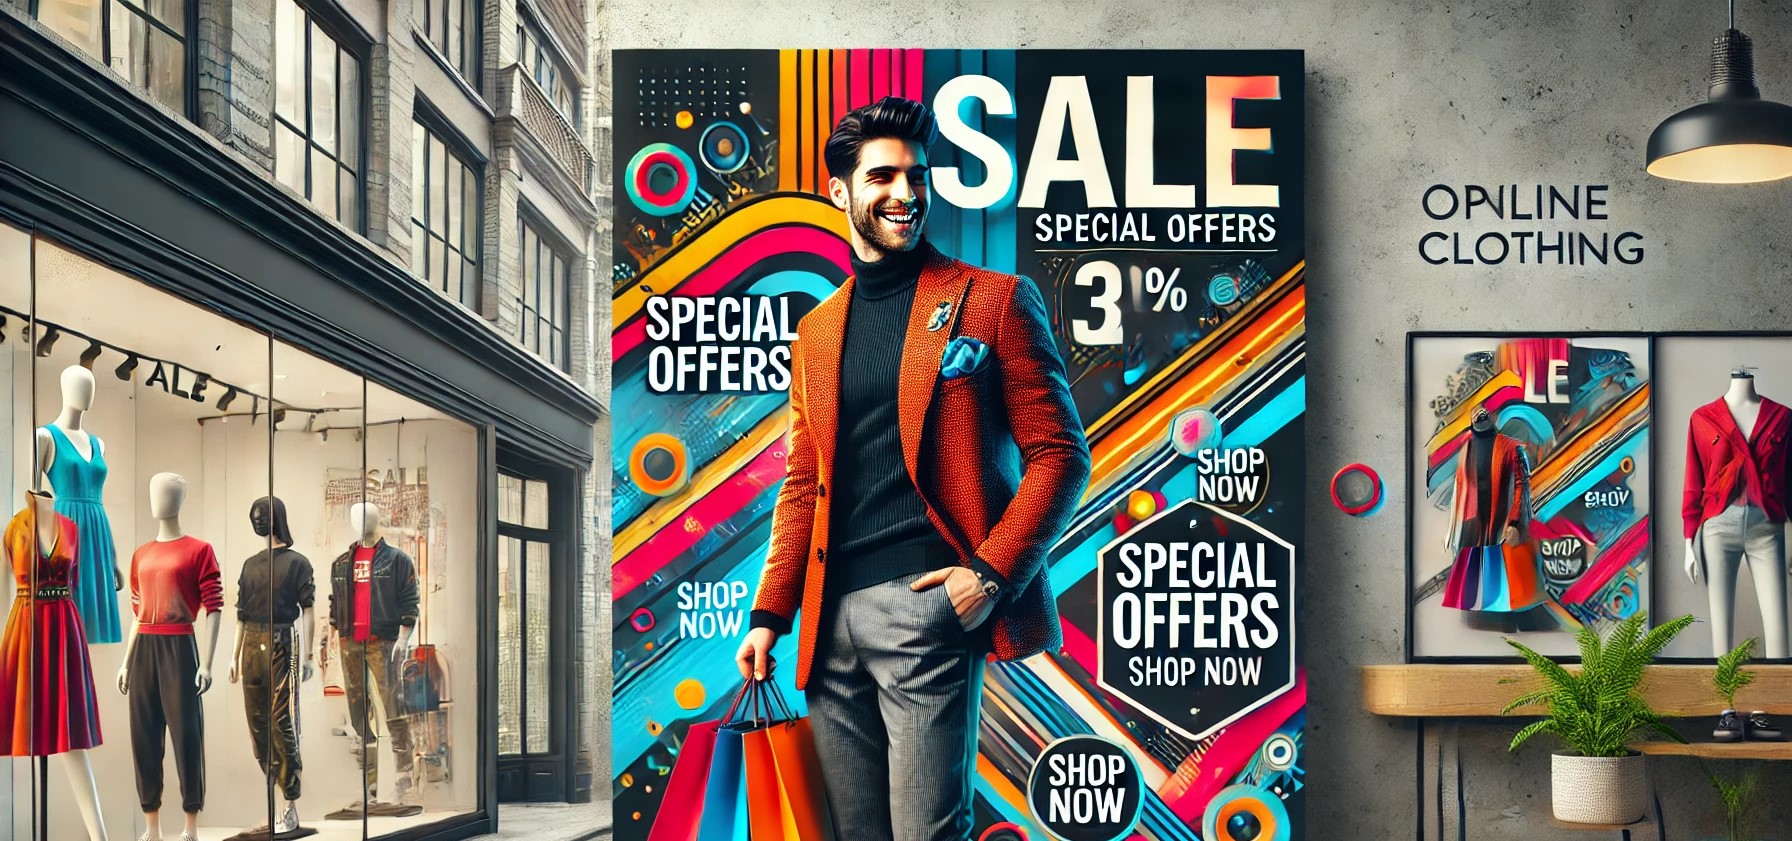 SALE
SPECIAL OFFERS
3 %
OPNLINE
CLOTHING
SPECIAL
OFFERS
ALE
LE
SHOP
NOW
SALE
SPECIAL
OFFERS
SHOP NOW
SHOP
NOW
SHOP
NOW